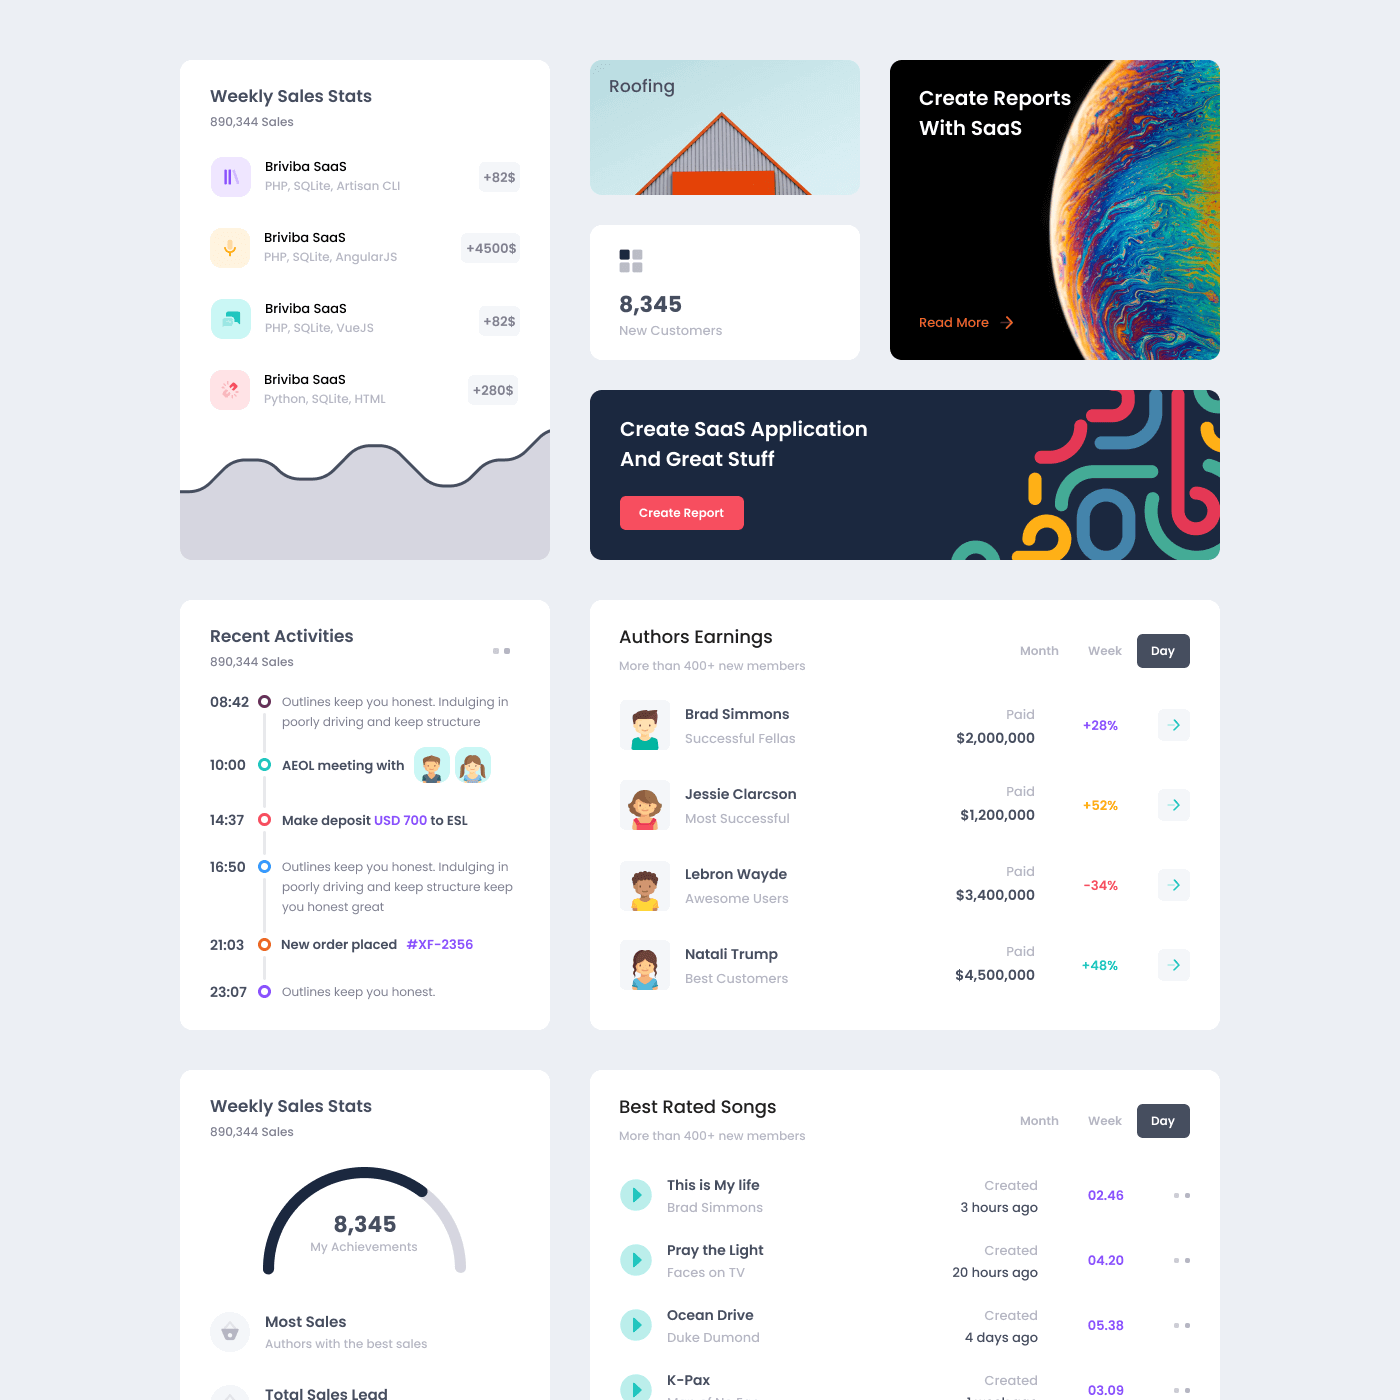 Weekly Sales Stats
890,344 Sales
Briviba SaaS
PHP, SQLite, Artisan CLI
+82$
Briviba SaaS
PHP, SQLite, AngularJS
+4500$
Briviba SaaS
PHP, SQLite, VueJS
+82$
Briviba SaaS
Python, SQLite, HTML
+280$
Roofing
8,345
New Customers
Create Reports
With SaaS
Read More
Create SaaS Application
And Great Stuff
Create Report
Recent Activities
890,344 Sales
08:42 Outlines keep you honest. Indulging in
poorly driving and keep structure
10:00 AEOL meeting with
14:37 Make deposit USD 700 to ESL
16:50 Outlines keep you honest. Indulging in
poorly driving and keep structure keep
you honest great
21:03 New order placed #XF-2356
23:07 Outlines keep you honest.
Authors Earnings
More than 400+ new members
Month Week Day
Brad Simmons
Successful Fellas
Paid
$2,000,000
+28%
Jessie Clarcson
Most Successful
Paid
$1,200,000
+52%
Lebron Wayde
Awesome Users
Paid
$3,400,000
-34%
Natali Trump
Best Customers
Paid
$4,500,000
+48%
Weekly Sales Stats
890,344 Sales
8,345
My Achievements
Most Sales
Authors with the best sales
Total Sales Lead
Best Rated Songs
More than 400+ new members
Month Week Day
This is My life
Brad Simmons
Created
3 hours ago
02.46
Pray the Light
Faces on TV
Created
20 hours ago
04.20
Ocean Drive
Duke Dumond
Created
4 days ago
05.38
K-Pax
Created
03.09